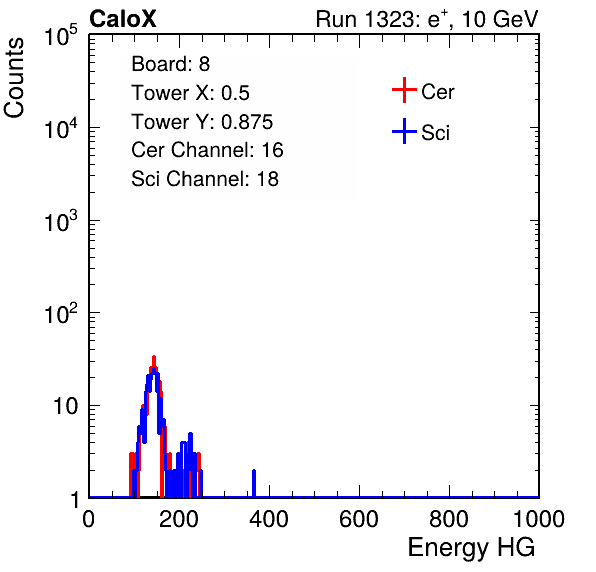 CaloX Run 1323: e⁺, 10 GeV
Counts
10⁵
Board: 8
Tower X: 0.5
Tower Y: 0.875
Cer Channel: 16
Sci Channel: 18
Cer
Sci
10⁴
10³
10²
10
1
0 200 400 600 800 1000
Energy HG